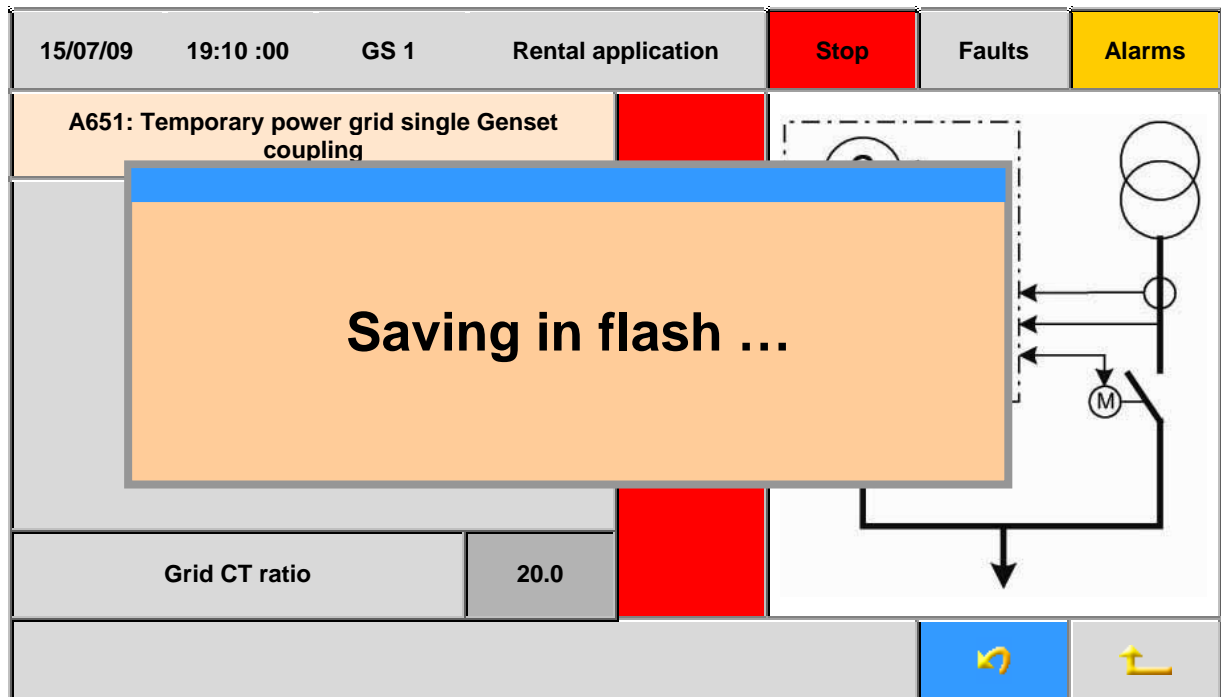 15/07/09 19:10 :00 GS 1 Rental application Stop Faults Alarms
A651: Temporary power grid single Genset
coupling
Saving in flash …
M
Grid CT ratio 20.0